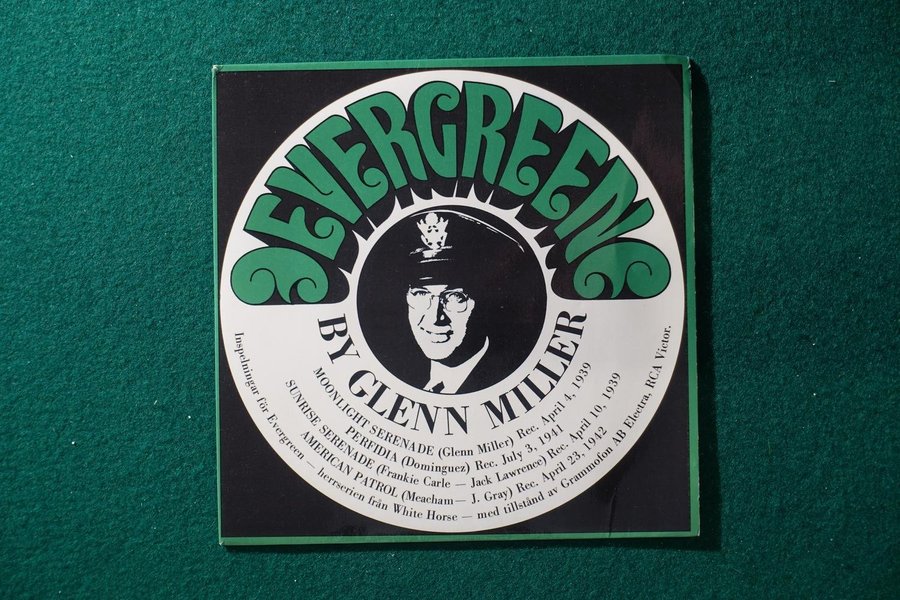 EVERGREEN
BY GLENN MILLER
MOONLIGHT SERENADE (Glenn Miller) Rec. April 4, 1939
PERFIDIA (Dominguez) Rec. July 3, 1941
SUNRISE SERENADE (Frankie Carle — Jack Lawrence) Rec. April 10, 1939
AMERICAN PATROL (Meacham — J. Gray) Rec. April 23, 1942
Inspelningar för Evergreen — herrserien från White Horse — med tillstånd av Grammofon AB Electra, RCA Victor.